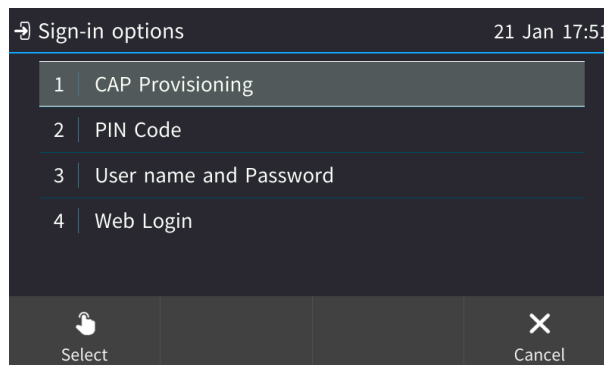 Sign-in options 21 Jan 17:51
1 CAP Provisioning
2 PIN Code
3 User name and Password
4 Web Login
Select Cancel